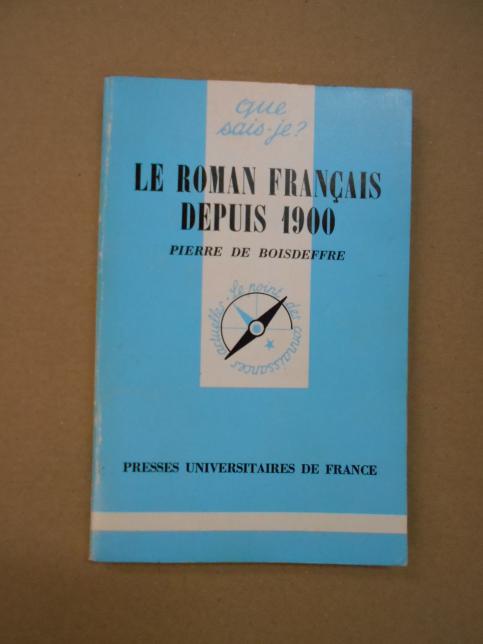 que
sais-je?
LE ROMAN FRANÇAIS
DEPUIS 1900
PIERRE DE BOISDEFFRE
le point des connaissances actuelles
PRESSES UNIVERSITAIRES DE FRANCE